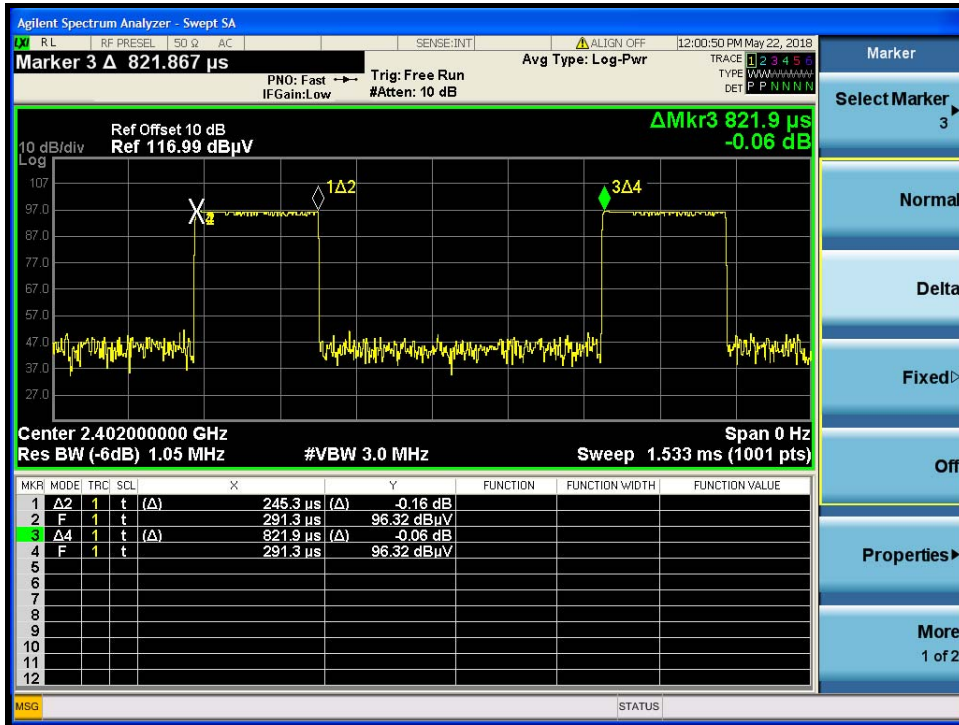 Agilent Spectrum Analyzer - Swept SA
LXI RL RF PRESEL 50 Ω AC SENSE:INT ALIGN OFF 12:00:50 PM May 22, 2018
Marker 3 Δ 821.867 μs
PNO: Fast
IFGain:Low
Trig: Free Run
#Atten: 10 dB
Avg Type: Log-Pwr
TRACE 1 2 3 4 5 6
TYPE WWWWWW
DET P P N N N N
ΔMkr3 821.9 μs
-0.06 dB
Ref Offset 10 dB
10 dB/div Ref 116.99 dBμV
Log
107
97.0
87.0
77.0
67.0
57.0
47.0
37.0
27.0
1Δ2
3Δ4
Center 2.402000000 GHz Span 0 Hz
Res BW (-6dB) 1.05 MHz #VBW 3.0 MHz Sweep 1.533 ms (1001 pts)
MKR MODE TRC SCL X Y FUNCTION FUNCTION WIDTH FUNCTION VALUE
1 Δ2 1 t (Δ) 245.3 μs (Δ) -0.16 dB
2 F 1 t 291.3 μs 96.32 dBμV
3 Δ4 1 t (Δ) 821.9 μs (Δ) -0.06 dB
4 F 1 t 291.3 μs 96.32 dBμV
5
6
7
8
9
10
11
12
MSG STATUS
Marker
Select Marker
3
Normal
Delta
Fixed
Off
Properties
More
1 of 2